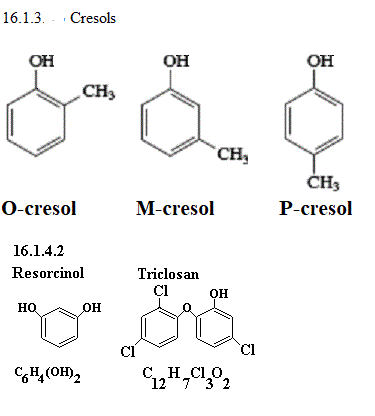 16.1.3. Cresols
OH OH OH
CH3
CH3
CH3
O-cresol M-cresol P-cresol
16.1.4.2
Resorcinol Triclosan
HO OH Cl O OH
Cl Cl
C6H4(OH)2 C12H7Cl3O2